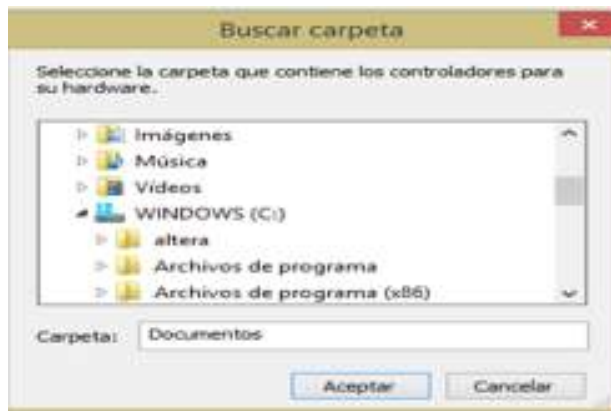 Buscar carpeta
Seleccione la carpeta que contiene los controladores para
su hardware.
Imágenes
Música
Vídeos
WINDOWS (C:)
altera
Archivos de programa
Archivos de programa (x86)
Carpeta: Documentos
Aceptar Cancelar